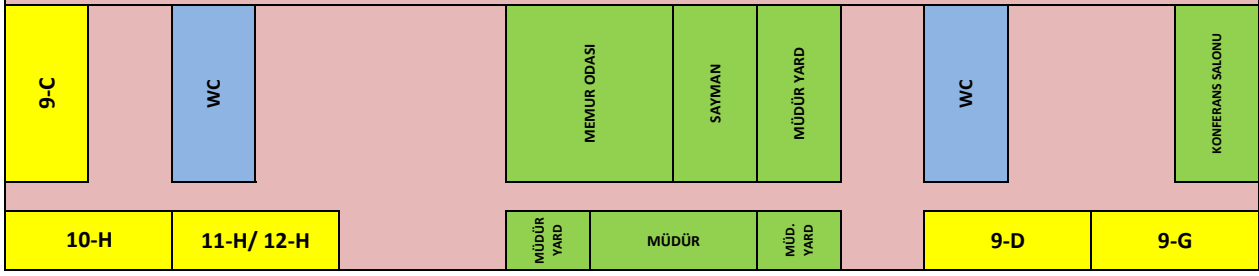 9-C
WC
MEMUR ODASI
SAYMAN
MÜDÜR YARD
WC
KONFERANS SALONU
10-H
11-H/ 12-H
MÜDÜR
YARD
MÜDÜR
MÜD.
YARD
9-D
9-G